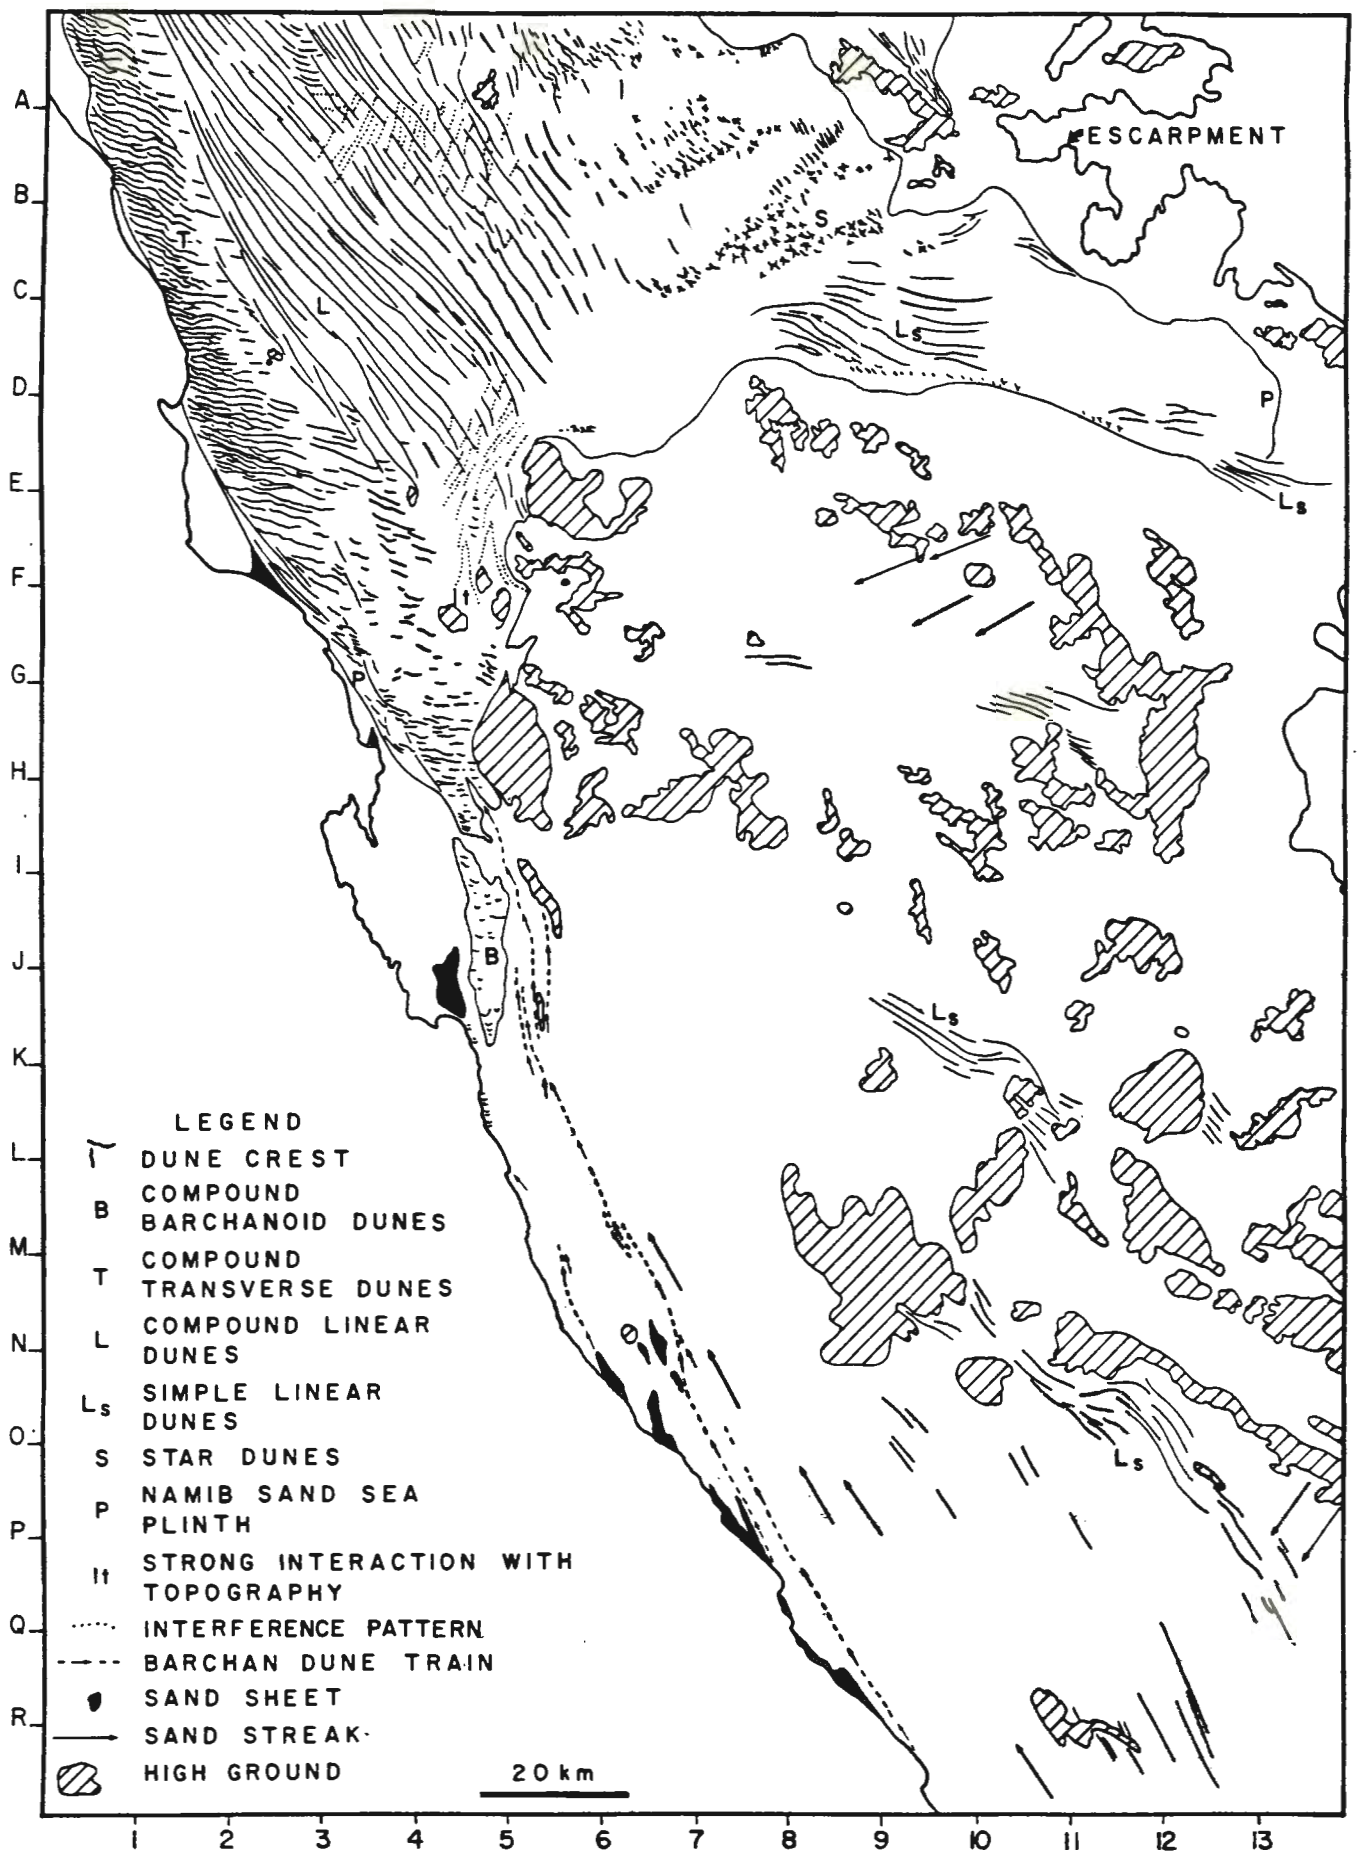 A
B
C
D
E
F
G
H
I
J
K
L
M
N
O
P
Q
R
ESCARPMENT
T
S
L
Ls
P
Ls
P
B
Ls
Ls
LEGEND
DUNE CREST
B COMPOUND
BARCHANOID DUNES
T COMPOUND
TRANSVERSE DUNES
L COMPOUND LINEAR
DUNES
Ls SIMPLE LINEAR
DUNES
S STAR DUNES
P NAMIB SAND SEA
PLINTH
It STRONG INTERACTION WITH
TOPOGRAPHY
INTERFERENCE PATTERN
BARCHAN DUNE TRAIN
SAND SHEET
SAND STREAK
HIGH GROUND
20 km
1 2 3 4 5 6 7 8 9 10 11 12 13